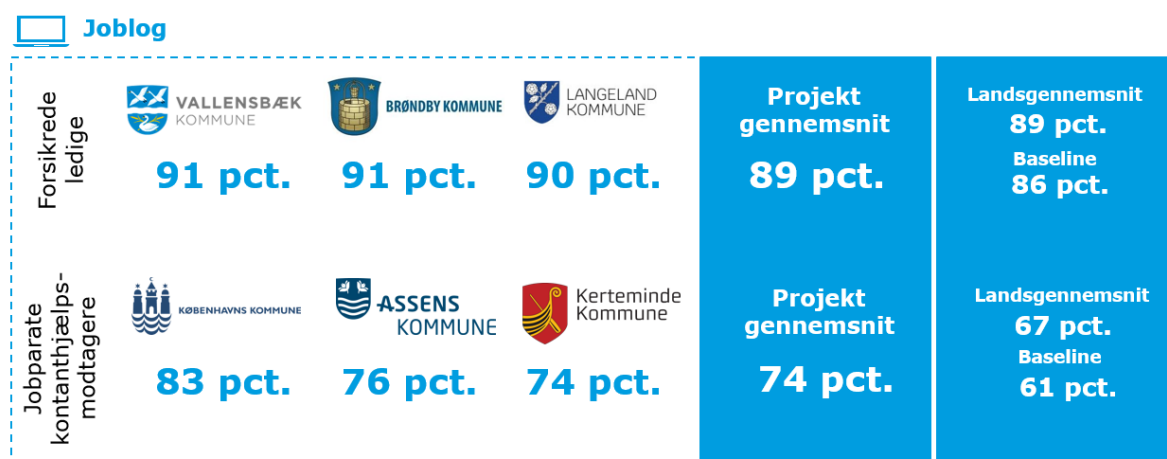 Joblog
Forsikrede
ledige
VALLENSBÆK
KOMMUNE
91 pct.
BRØNDBY KOMMUNE
91 pct.
LANGELAND
KOMMUNE
90 pct.
Projekt
gennemsnit
89 pct.
Landsgennemsnit
89 pct.
Baseline
86 pct.
Jobparate
kontanthjælps-
modtagere
KØBENHAVNS KOMMUNE
83 pct.
ASSENS
KOMMUNE
76 pct.
Kerteminde
Kommune
74 pct.
Projekt
gennemsnit
74 pct.
Landsgennemsnit
67 pct.
Baseline
61 pct.